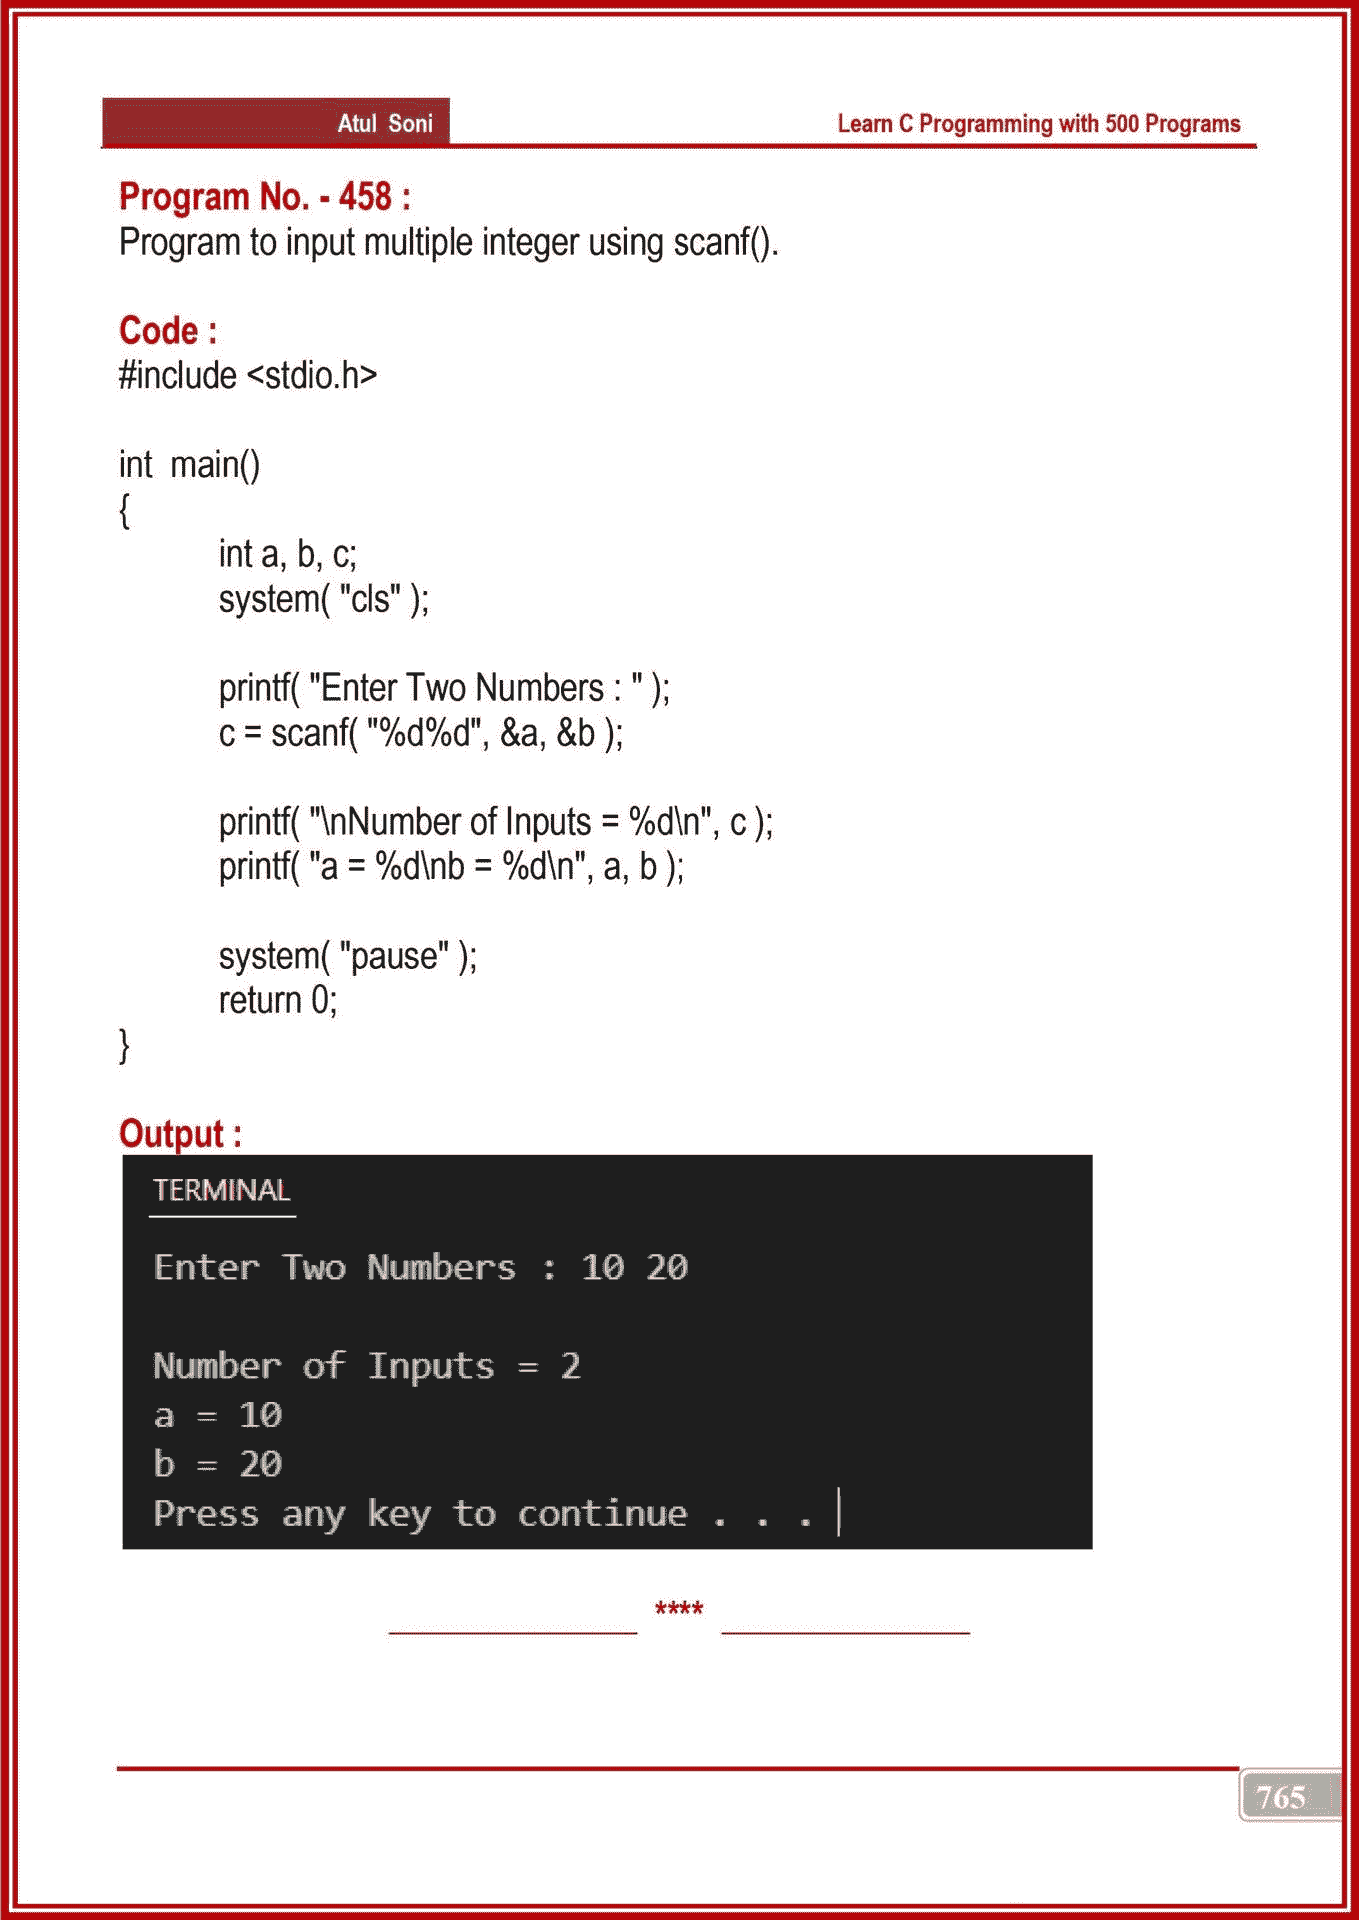 Atul Soni
Learn C Programming with 500 Programs
Program No. - 458 :
Program to input multiple integer using scanf().
Code :
#include <stdio.h>
int main()
{
int a, b, c;
system( "cls" );
printf( "Enter Two Numbers : " );
c = scanf( "%d%d", &a, &b );
printf( "\nNumber of Inputs = %d\n", c );
printf( "a = %d\nb = %d\n", a, b );
system( "pause" );
return 0;
}
Output :
TERMINAL
Enter Two Numbers : 10 20
Number of Inputs = 2
a = 10
b = 20
Press any key to continue . . .
****
765